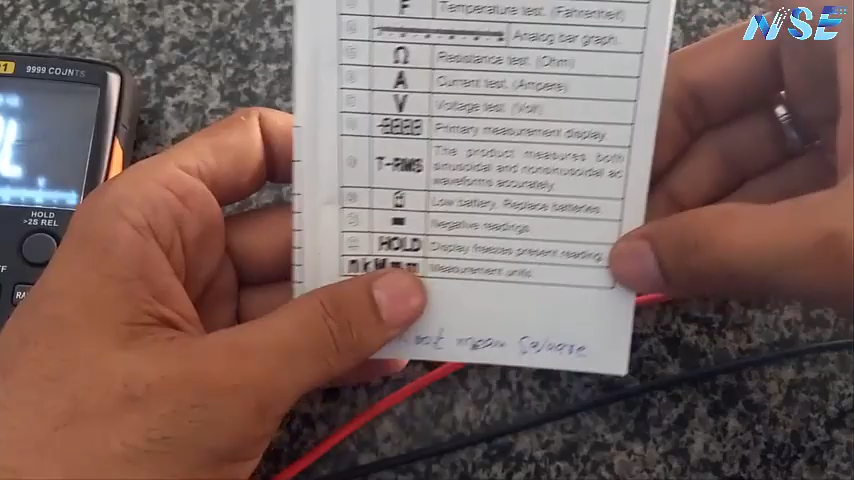 NSE
9999 COUNTS
HOLD
>2S REL
F Temperature test. (Fahrenheit)
Analog bar graph.
Ω Resistance test. (Ohm)
A Current test. (Ampere)
V Voltage test. (Volt)
-8888 Primary measurement display.
T-RMS The product measures both
sinusoidal and nonsinusoidal ac
waveforms accurately.
Low battery. Replace batteries.
Negative readings.
HOLD Display freezes present reading.
Measurement units.
mean Square